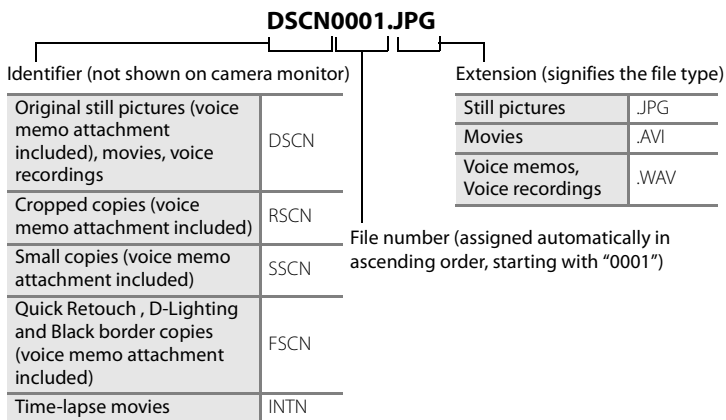 DSCN0001.JPG
Identifier (not shown on camera monitor)
Original still pictures (voice
memo attachment
included), movies, voice
recordings
DSCN
Cropped copies (voice
memo attachment included)
RSCN
Small copies (voice memo
attachment included)
SSCN
Quick Retouch , D-Lighting
and Black border copies
(voice memo attachment
included)
FSCN
Time-lapse movies
INTN
Extension (signifies the file type)
Still pictures
.JPG
Movies
.AVI
Voice memos,
Voice recordings
.WAV
File number (assigned automatically in
ascending order, starting with “0001”)